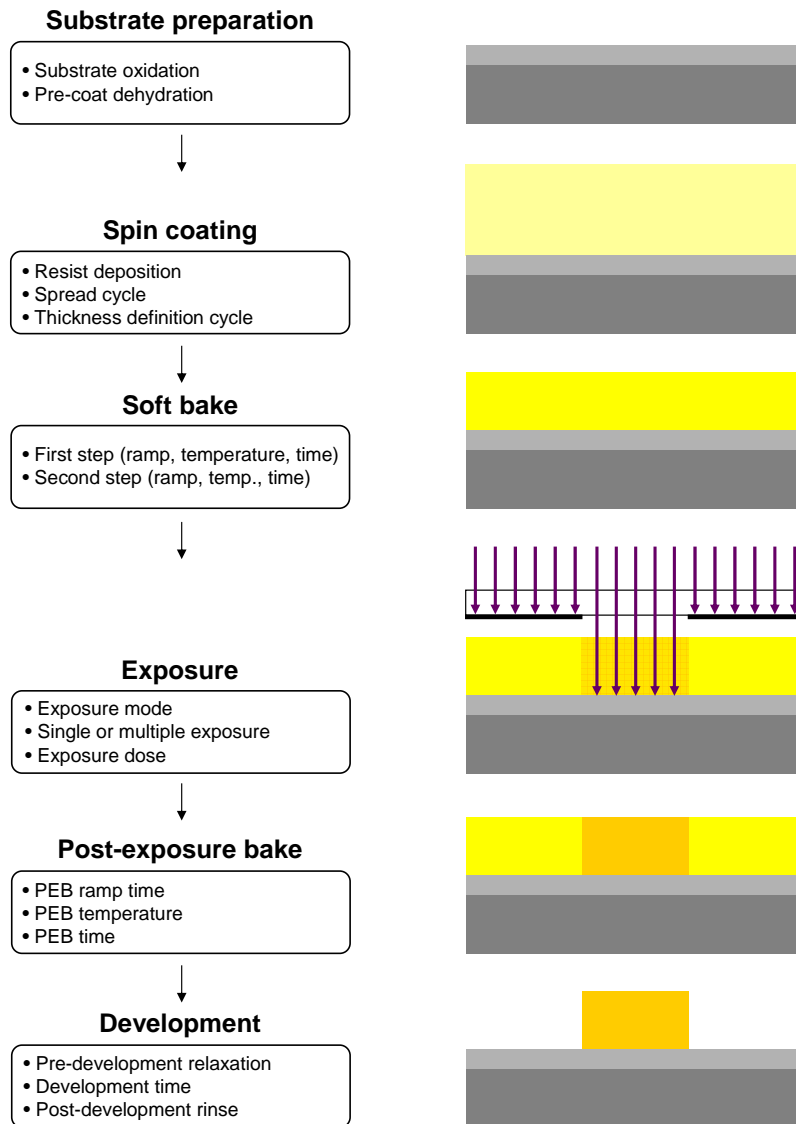 Substrate preparation
• Substrate oxidation
• Pre-coat dehydration
Spin coating
• Resist deposition
• Spread cycle
• Thickness definition cycle
Soft bake
• First step (ramp, temperature, time)
• Second step (ramp, temp., time)
Exposure
• Exposure mode
• Single or multiple exposure
• Exposure dose
Post-exposure bake
• PEB ramp time
• PEB temperature
• PEB time
Development
• Pre-development relaxation
• Development time
• Post-development rinse